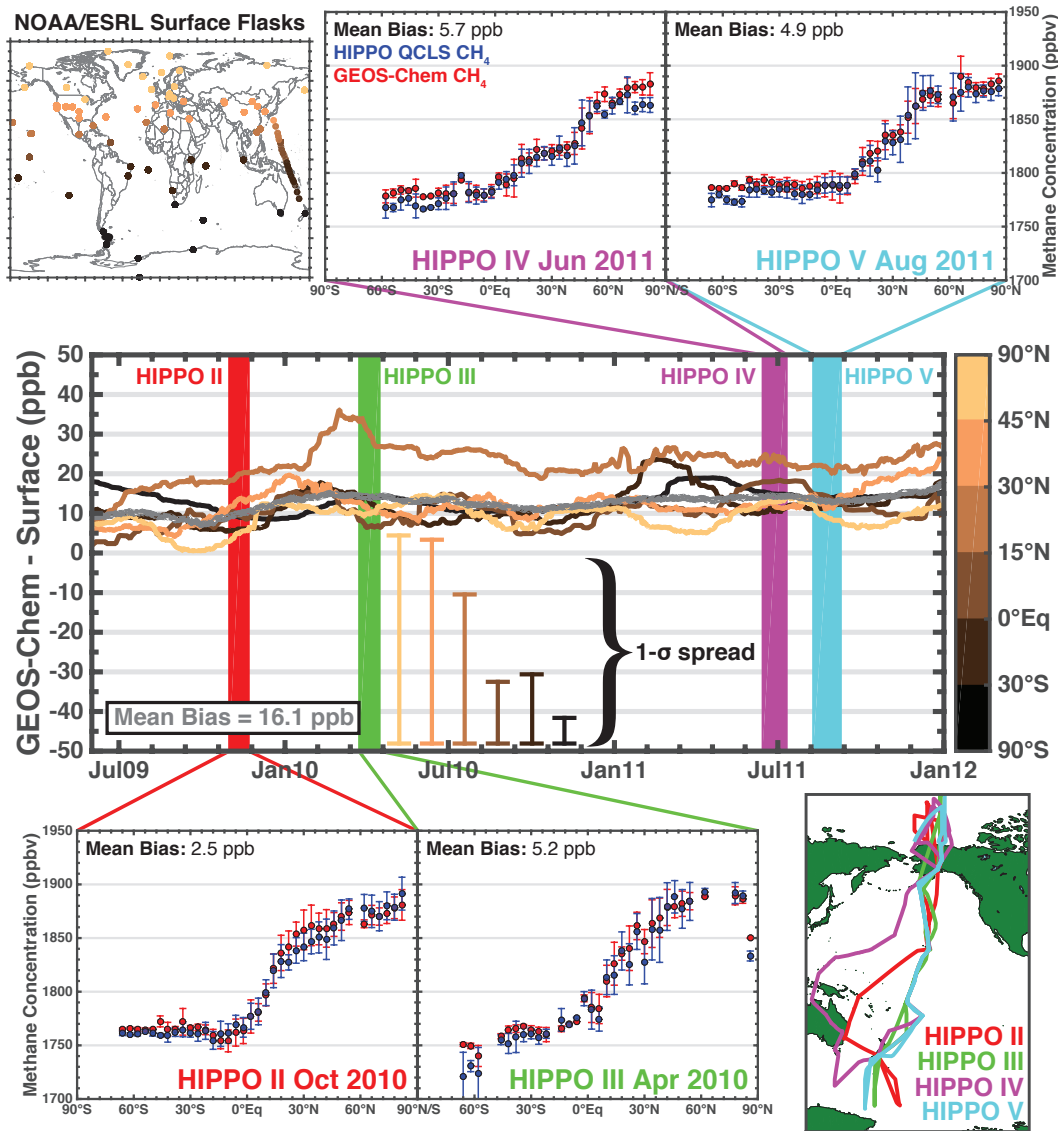 NOAA/ESRL Surface Flasks
Mean Bias: 5.7 ppb
HIPPO QCLS CH4
GEOS-Chem CH4
HIPPO IV Jun 2011
Mean Bias: 4.9 ppb
HIPPO V Aug 2011
1950
1900
1850
1800
1750
1700
Methane Concentration (ppbv)
90°S 60°S 30°S 0°Eq 30°N 60°N 90°N/S 60°S 30°S 0°Eq 30°N 60°N 90°N
GEOS-Chem - Surface (ppb)
50
40
30
20
10
0
-10
-20
-30
-40
-50
HIPPO II
HIPPO III
HIPPO IV
HIPPO V
1-σ spread
Mean Bias = 16.1 ppb
Jul09 Jan10 Jul10 Jan11 Jul11 Jan12
90°N
45°N
30°N
15°N
0°Eq
30°S
90°S
Methane Concentration (ppbv)
1950
1900
1850
1800
1750
1700
Mean Bias: 2.5 ppb
HIPPO II Oct 2010
Mean Bias: 5.2 ppb
HIPPO III Apr 2010
90°S 60°S 30°S 0°Eq 30°N 60°N 90°N/S 60°S 30°S 0°Eq 30°N 60°N 90°N
HIPPO II
HIPPO III
HIPPO IV
HIPPO V